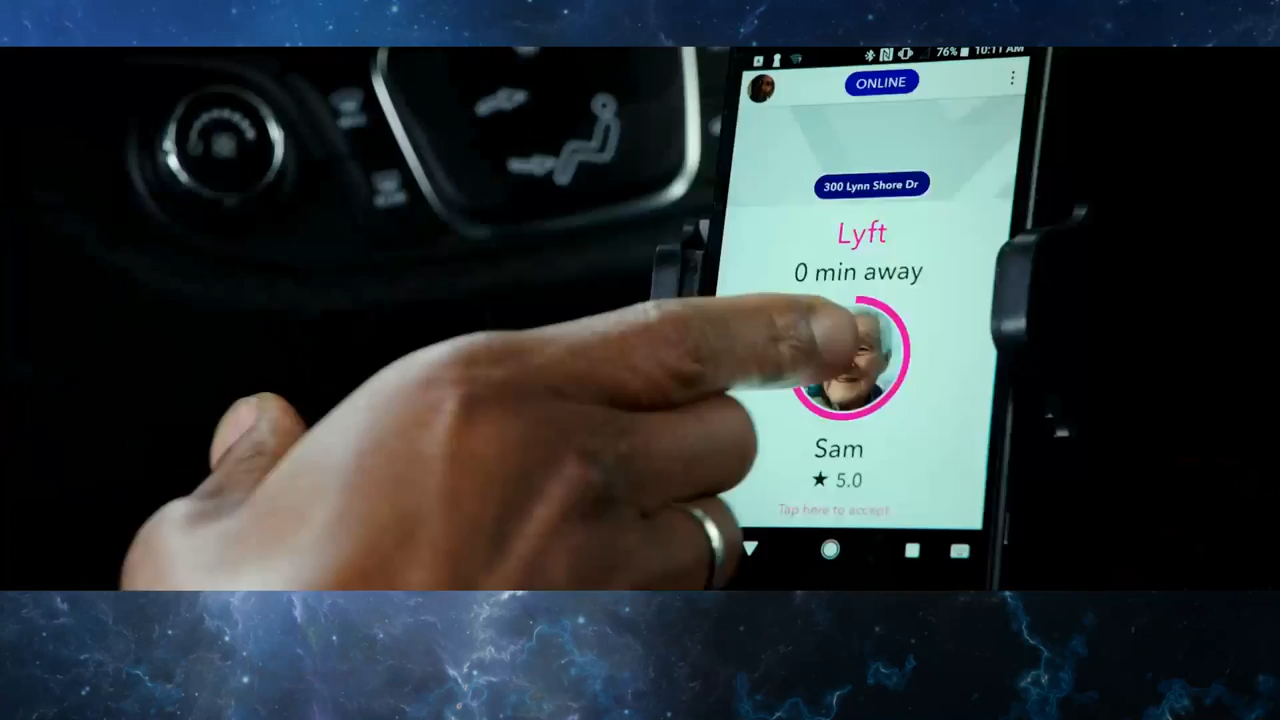 76% 10:11 AM
ONLINE
300 Lynn Shore Dr
Lyft
0 min away
Sam
★ 5.0
Tap here to accept